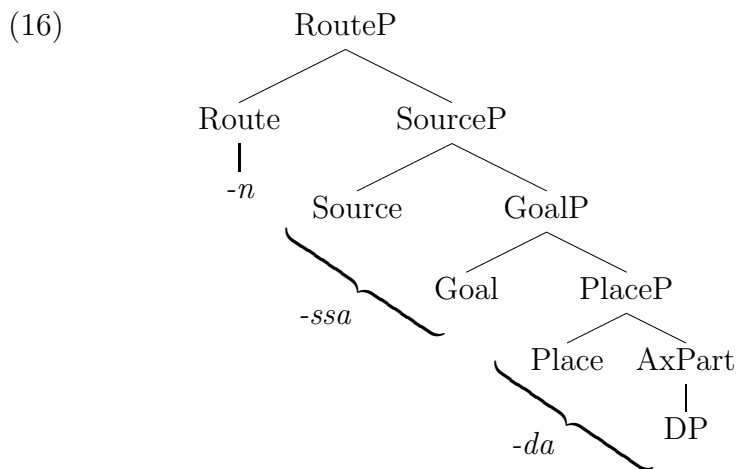 (16)
RouteP
Route SourceP
-n
Source GoalP
-ssa
Goal PlaceP
Place AxPart
-da
DP